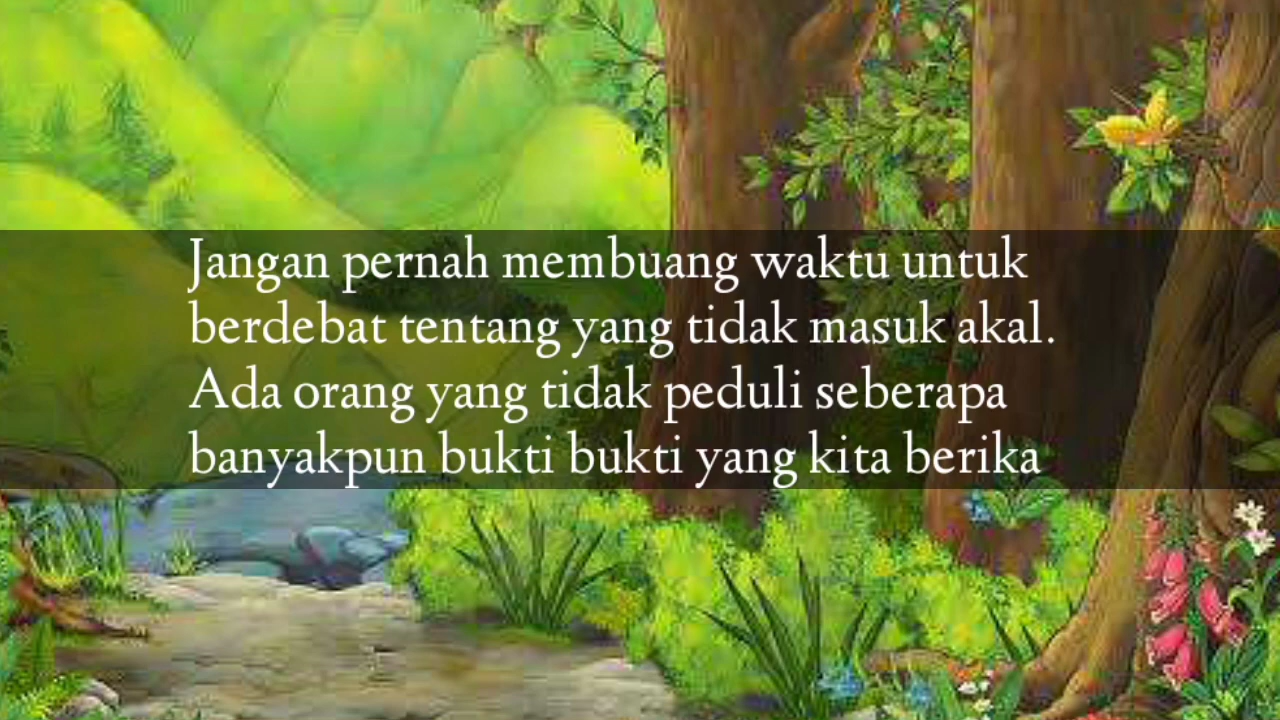 Jangan pernah membuang waktu untuk
berdebat tentang yang tidak masuk akal.
Ada orang yang tidak peduli seberapa
banyakpun bukti bukti yang kita berika